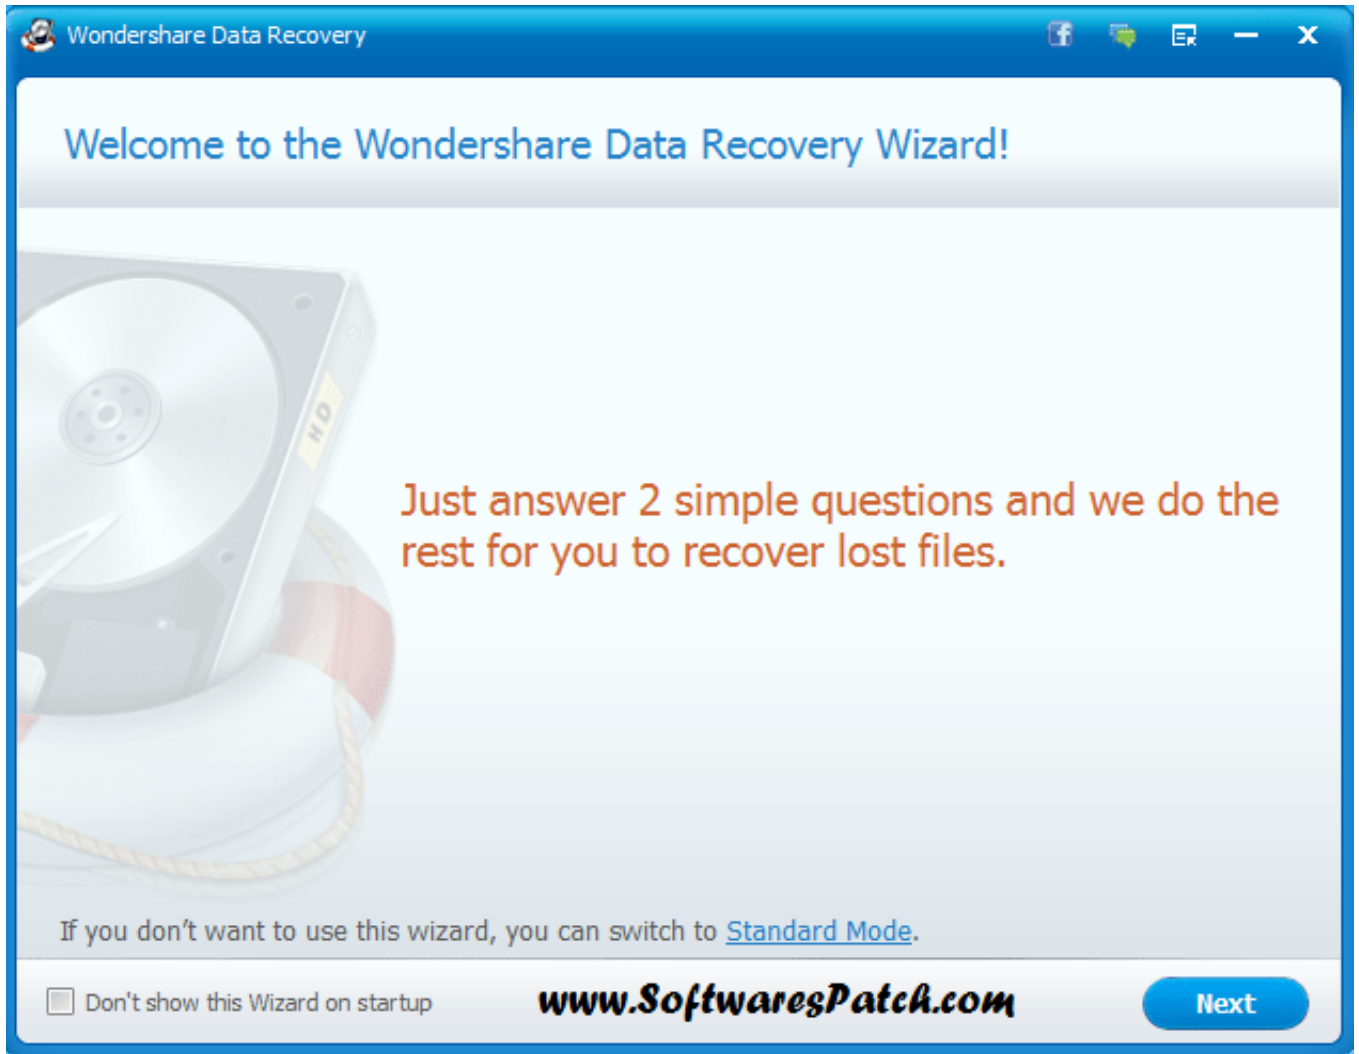 Wondershare Data Recovery
Welcome to the Wondershare Data Recovery Wizard!
HD
Just answer 2 simple questions and we do the
rest for you to recover lost files.
If you don't want to use this wizard, you can switch to Standard Mode.
Don't show this Wizard on startup
www.SoftwaresPatch.com
Next